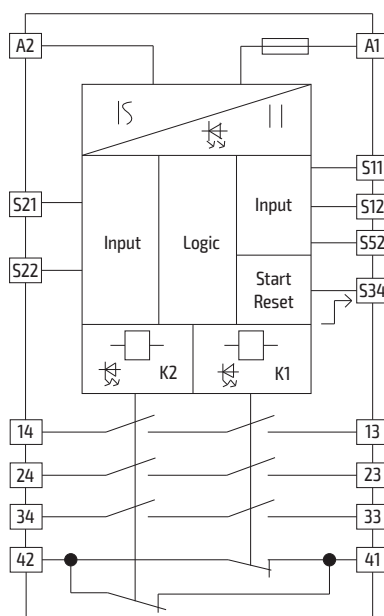 A2 A1
S11
S21 Input Logic Input S12
S52
S22 Start
Reset S34
K2 K1
14 13
24 23
34 33
42 41